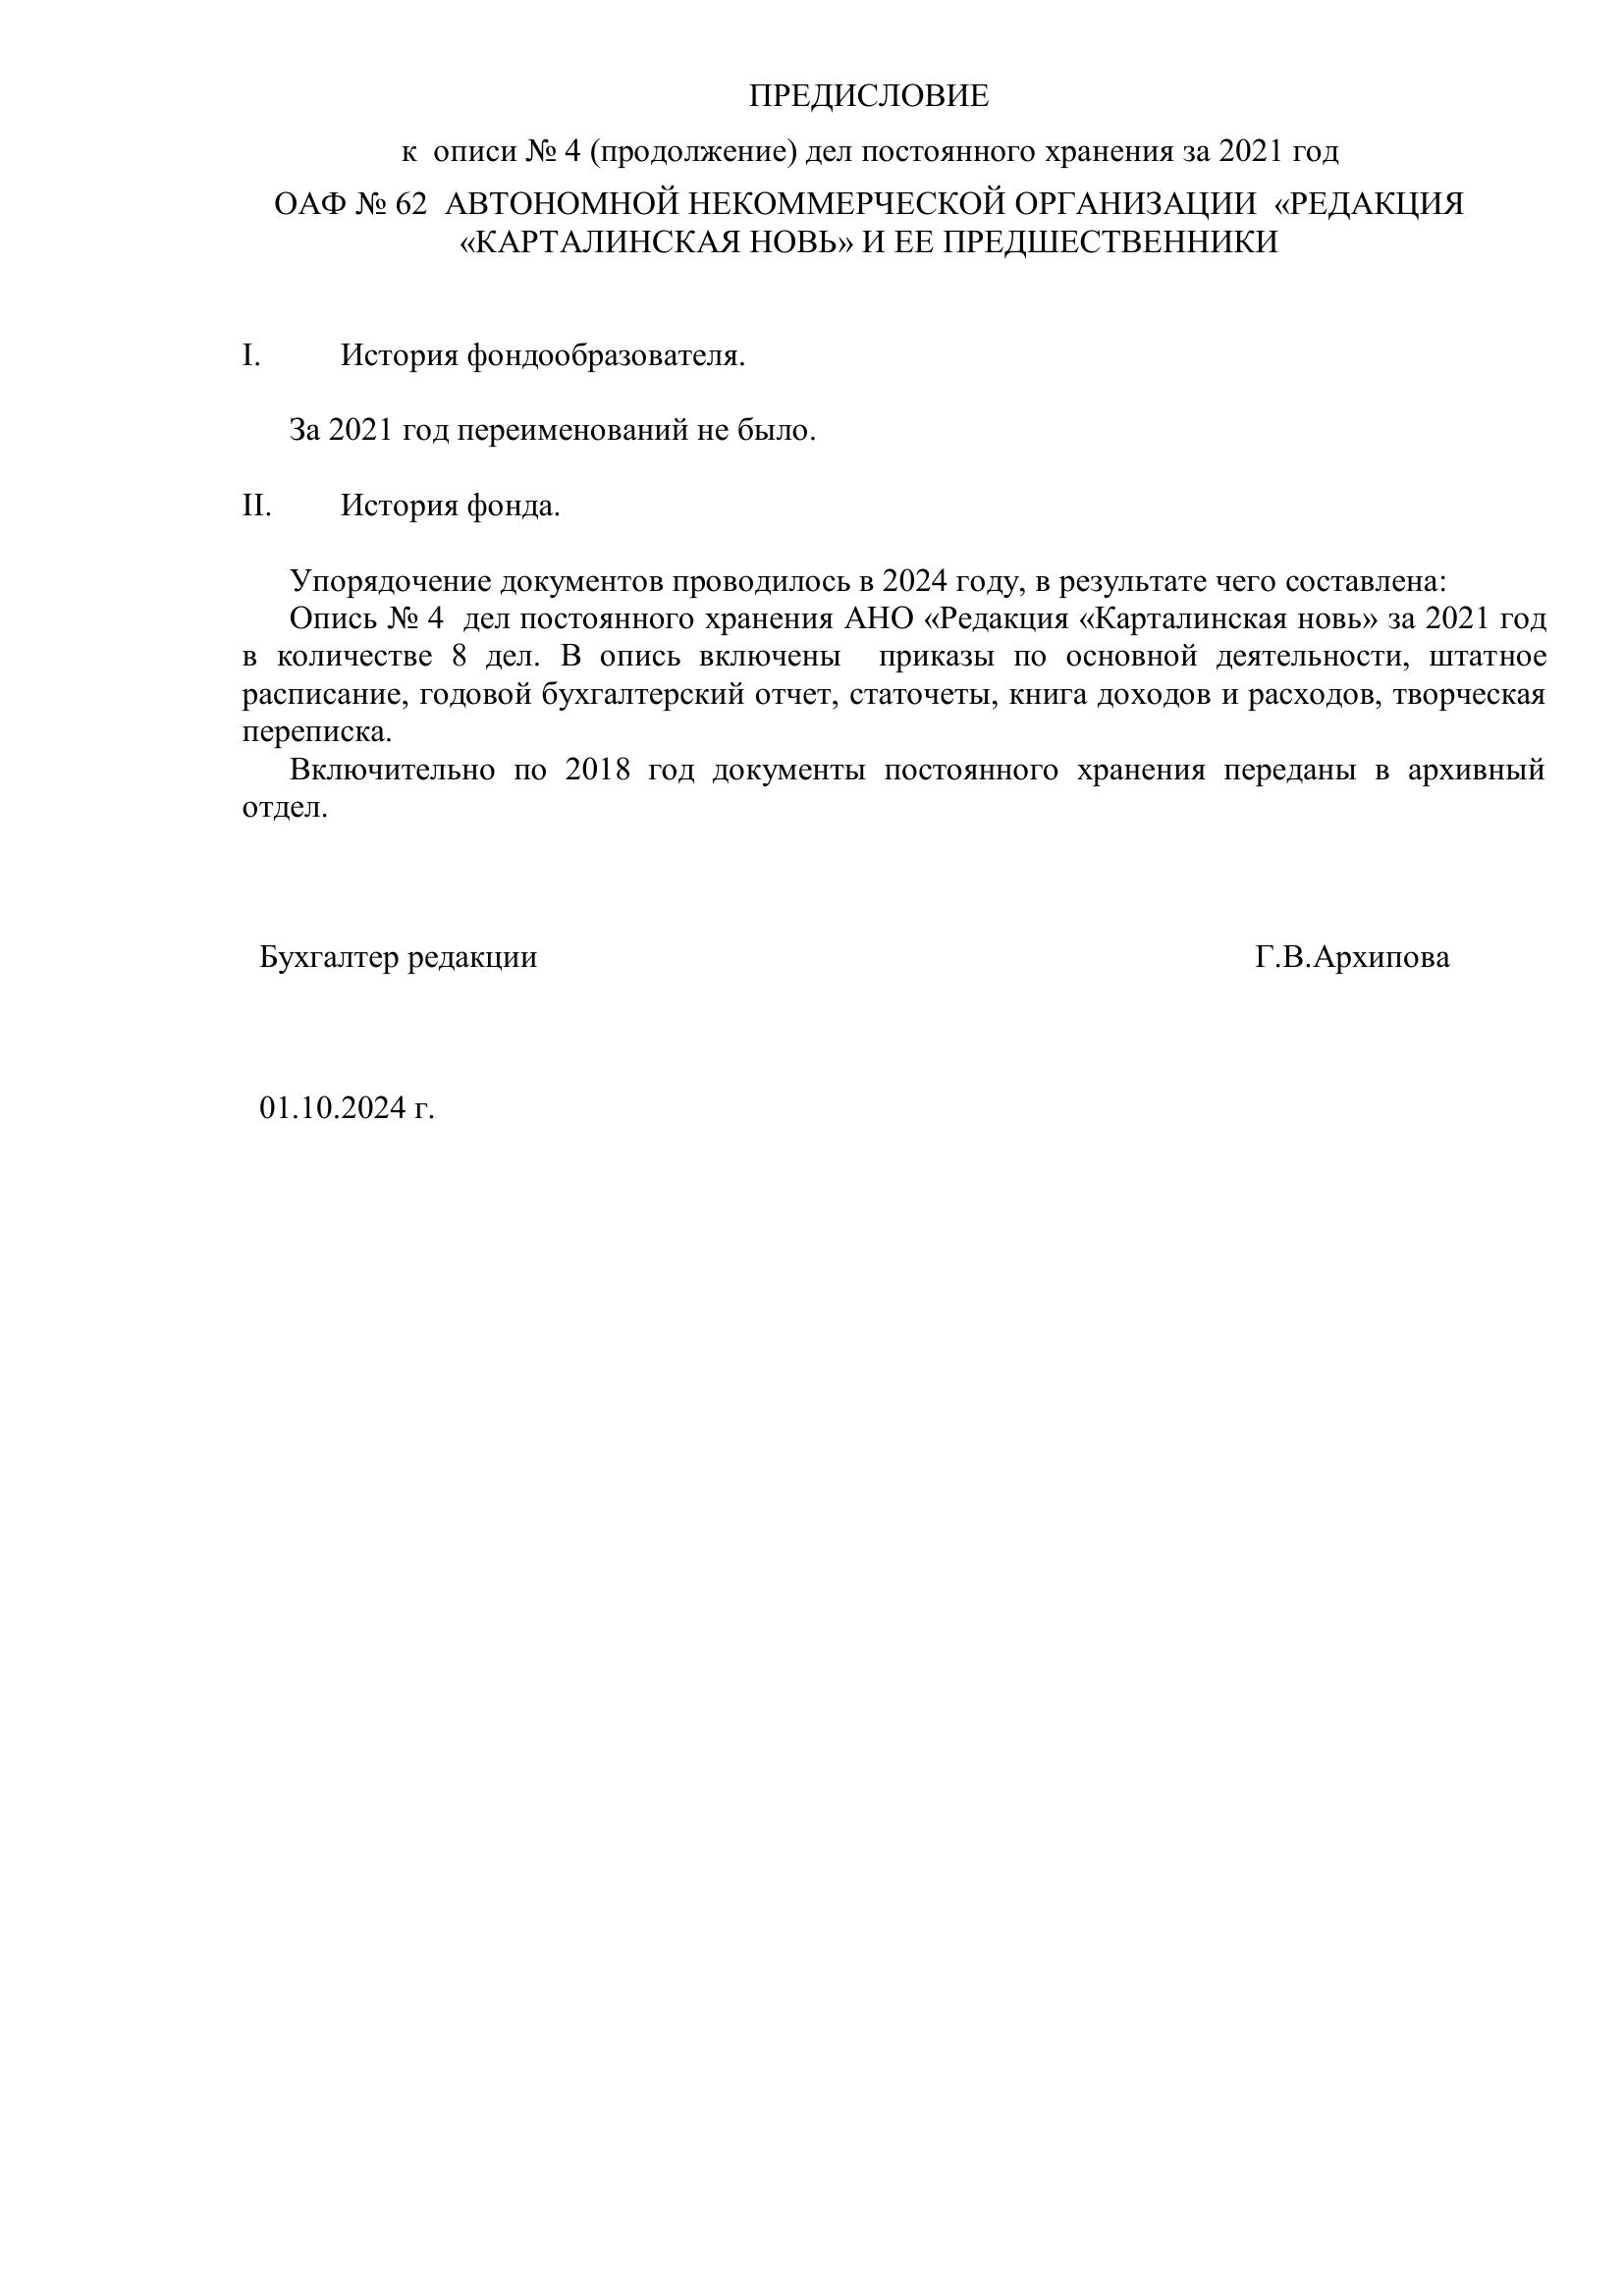 ПРЕДИСЛОВИЕ
к описи № 4 (продолжение) дел постоянного хранения за 2021 год
ОАФ № 62 АВТОНОМНОЙ НЕКОММЕРЧЕСКОЙ ОРГАНИЗАЦИИ «РЕДАКЦИЯ
«КАРТАЛИНСКАЯ НОВЬ» И ЕЕ ПРЕДШЕСТВЕННИКИ
I. История фондообразователя.
За 2021 год переименований не было.
II. История фонда.
Упорядочение документов проводилось в 2024 году, в результате чего составлена:
Опись № 4 дел постоянного хранения АНО «Редакция «Карталинская новь» за 2021 год
в количестве 8 дел. В опись включены приказы по основной деятельности, штатное
расписание, годовой бухгалтерский отчет, статочеты, книга доходов и расходов, творческая
переписка.
Включительно по 2018 год документы постоянного хранения переданы в архивный
отдел.
Бухгалтер редакции Г.В.Архипова
01.10.2024 г.